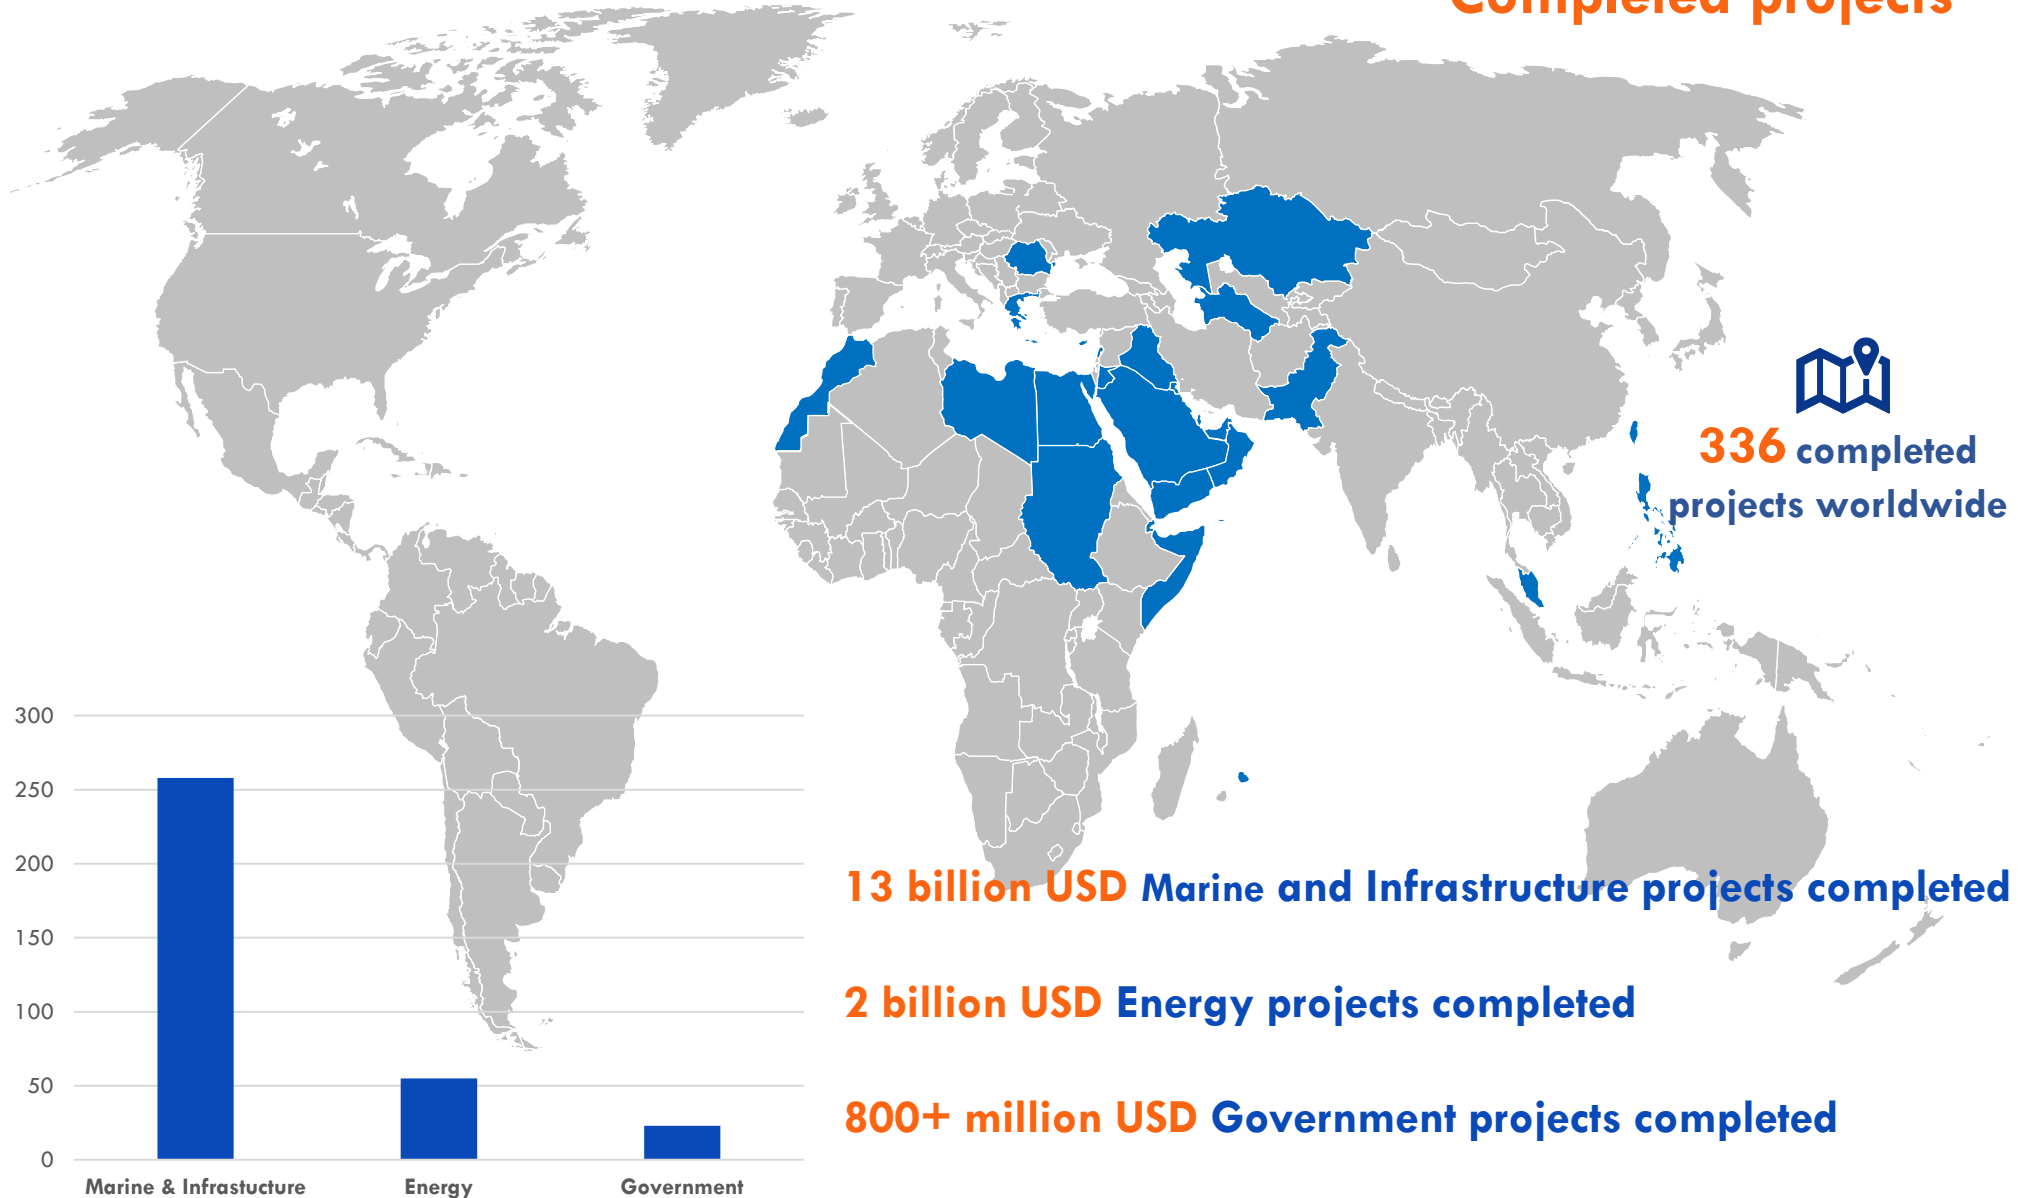 Completed projects
336 completed
projects worldwide
300
250
200
150
100
50
0
Marine & Infrastucture
Energy
Government
13 billion USD Marine and Infrastructure projects completed
2 billion USD Energy projects completed
800+ million USD Government projects completed